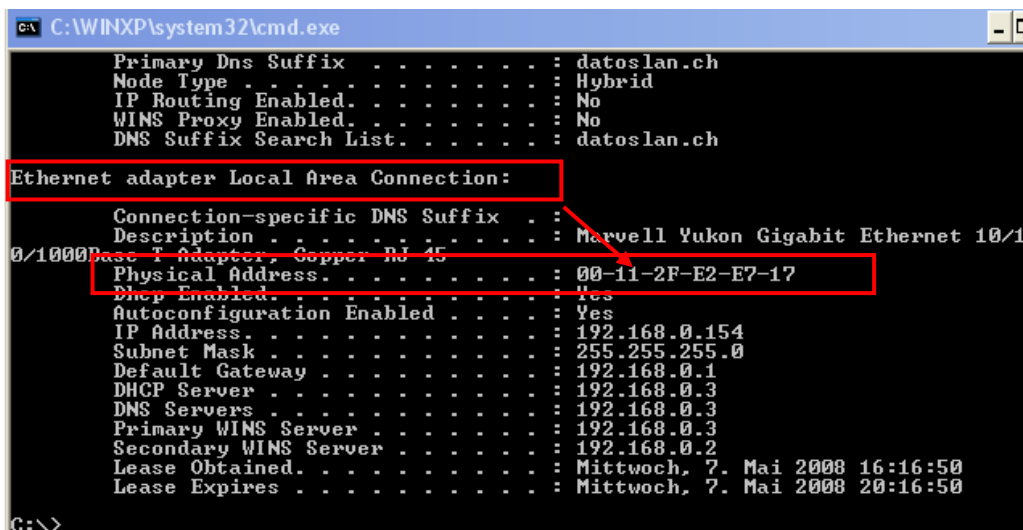 C:\WINXP\system32\cmd.exe
Primary Dns Suffix . . . . . . . : datoslan.ch
Node Type . . . . . . . . . . . . : Hybrid
IP Routing Enabled. . . . . . . . : No
WINS Proxy Enabled. . . . . . . . : No
DNS Suffix Search List. . . . . . : datoslan.ch
Ethernet adapter Local Area Connection:
Connection-specific DNS Suffix . :
Description . . . . . . . . . . . : Marvell Yukon Gigabit Ethernet 10/1
0/1000Base-T Adapter, Copper RJ-45
Physical Address. . . . . . . . . : 00-11-2F-E2-E7-17
Dhcp Enabled. . . . . . . . . . . : Yes
Autoconfiguration Enabled . . . . : Yes
IP Address. . . . . . . . . . . . : 192.168.0.154
Subnet Mask . . . . . . . . . . . : 255.255.255.0
Default Gateway . . . . . . . . . : 192.168.0.1
DHCP Server . . . . . . . . . . . : 192.168.0.3
DNS Servers . . . . . . . . . . . : 192.168.0.3
Primary WINS Server . . . . . . . : 192.168.0.3
Secondary WINS Server . . . . . . : 192.168.0.2
Lease Obtained. . . . . . . . . . : Mittwoch, 7. Mai 2008 16:16:50
Lease Expires . . . . . . . . . . : Mittwoch, 7. Mai 2008 20:16:50
C:\>